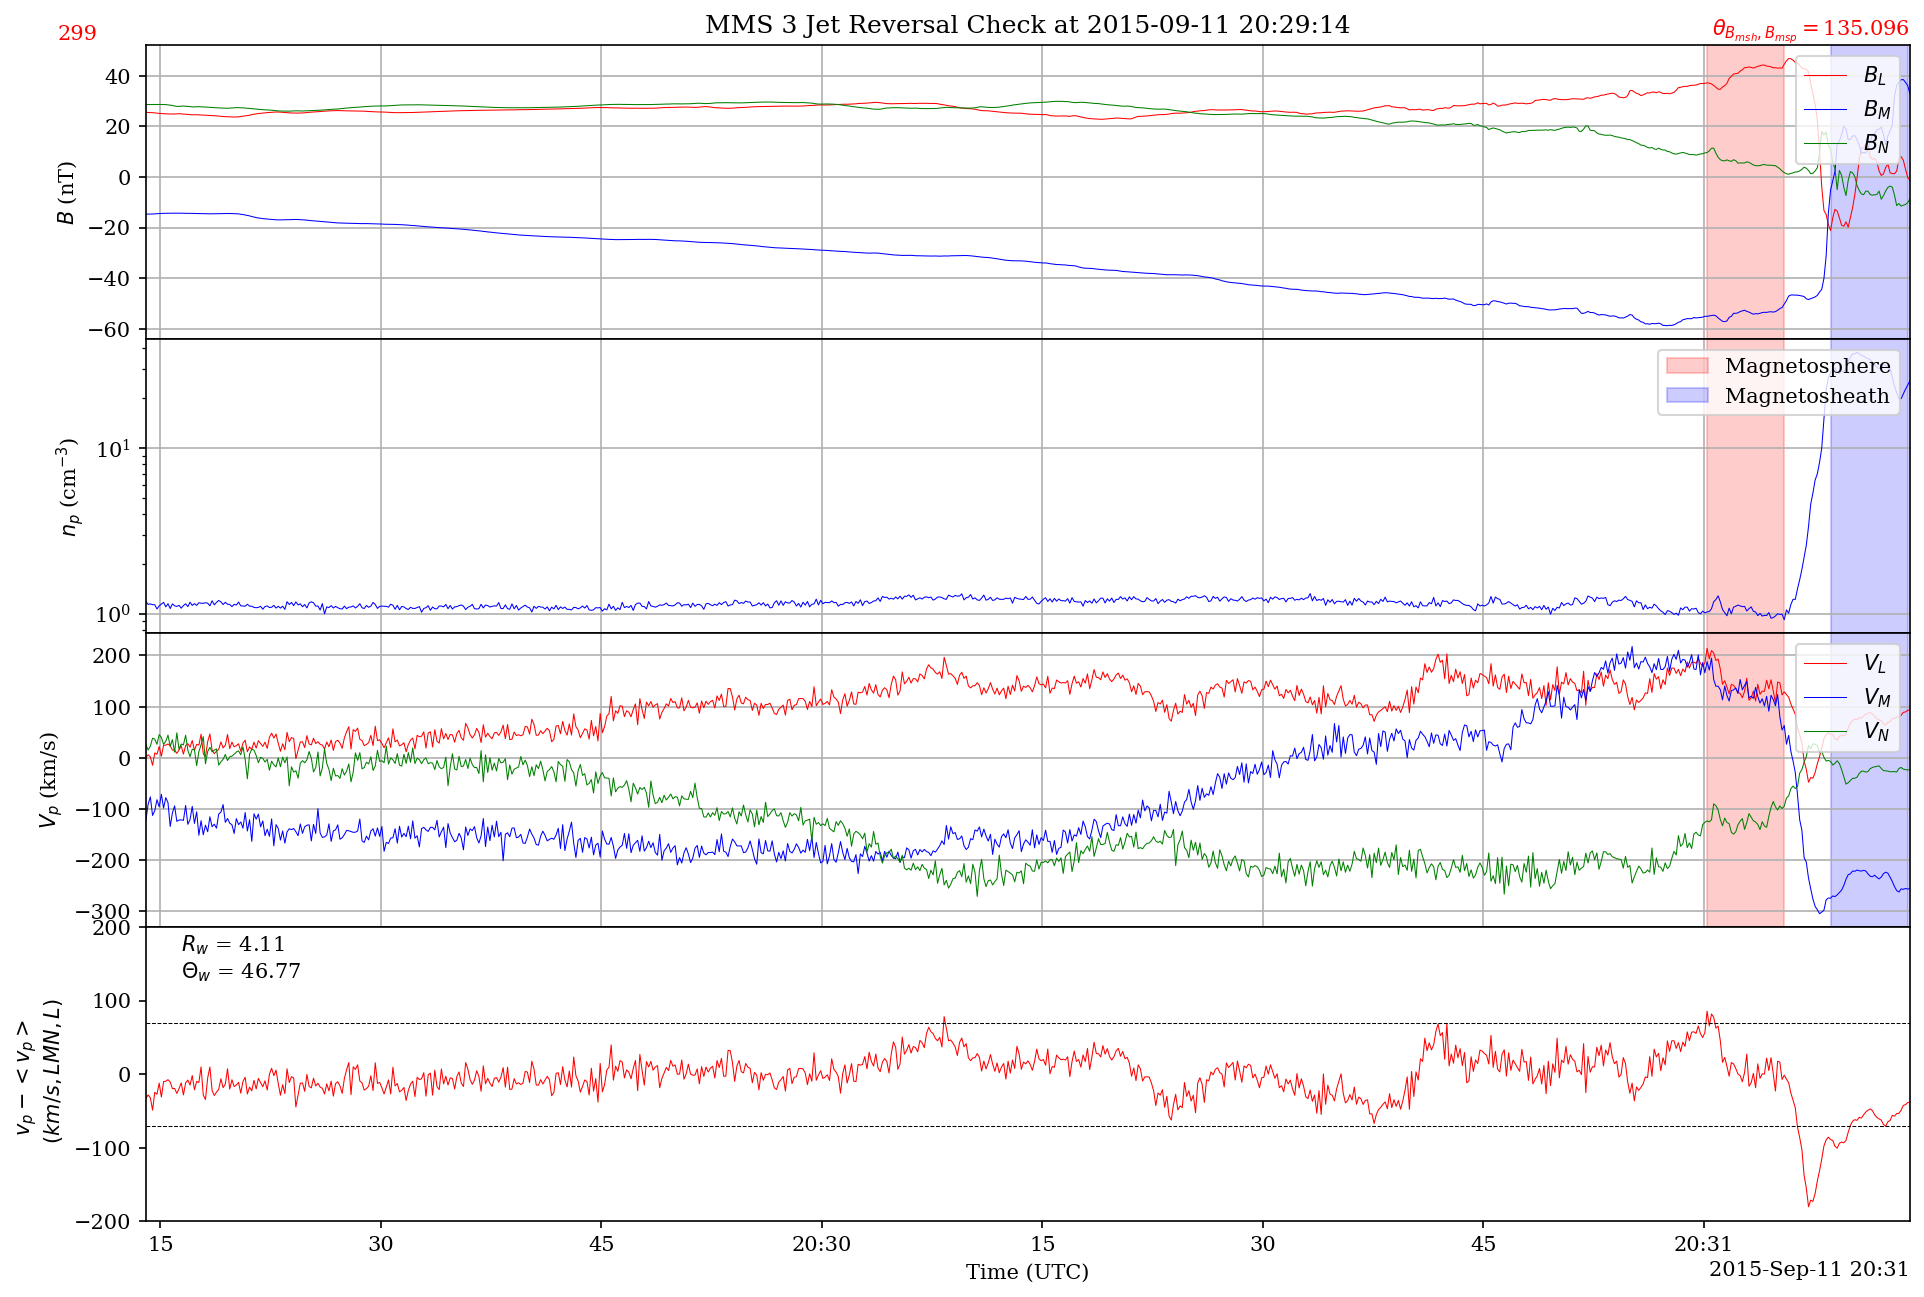 299
MMS 3 Jet Reversal Check at 2015-09-11 20:29:14
θ_{B_{msh}, B_{msp}} = 135.096
40
20
0
−20
−40
−60
B (nT)
B_L
B_M
B_N
10^1
10^0
n_p (cm^{−3})
Magnetosphere
Magnetosheath
200
100
0
−100
−200
−300
V_p (km/s)
V_L
V_M
V_N
200
100
0
−100
−200
v_p − < v_p >
(km/s, LMN, L)
R_w = 4.11
Θ_w = 46.77
15
30
45
20:30
15
30
45
20:31
Time (UTC)
2015-Sep-11 20:31